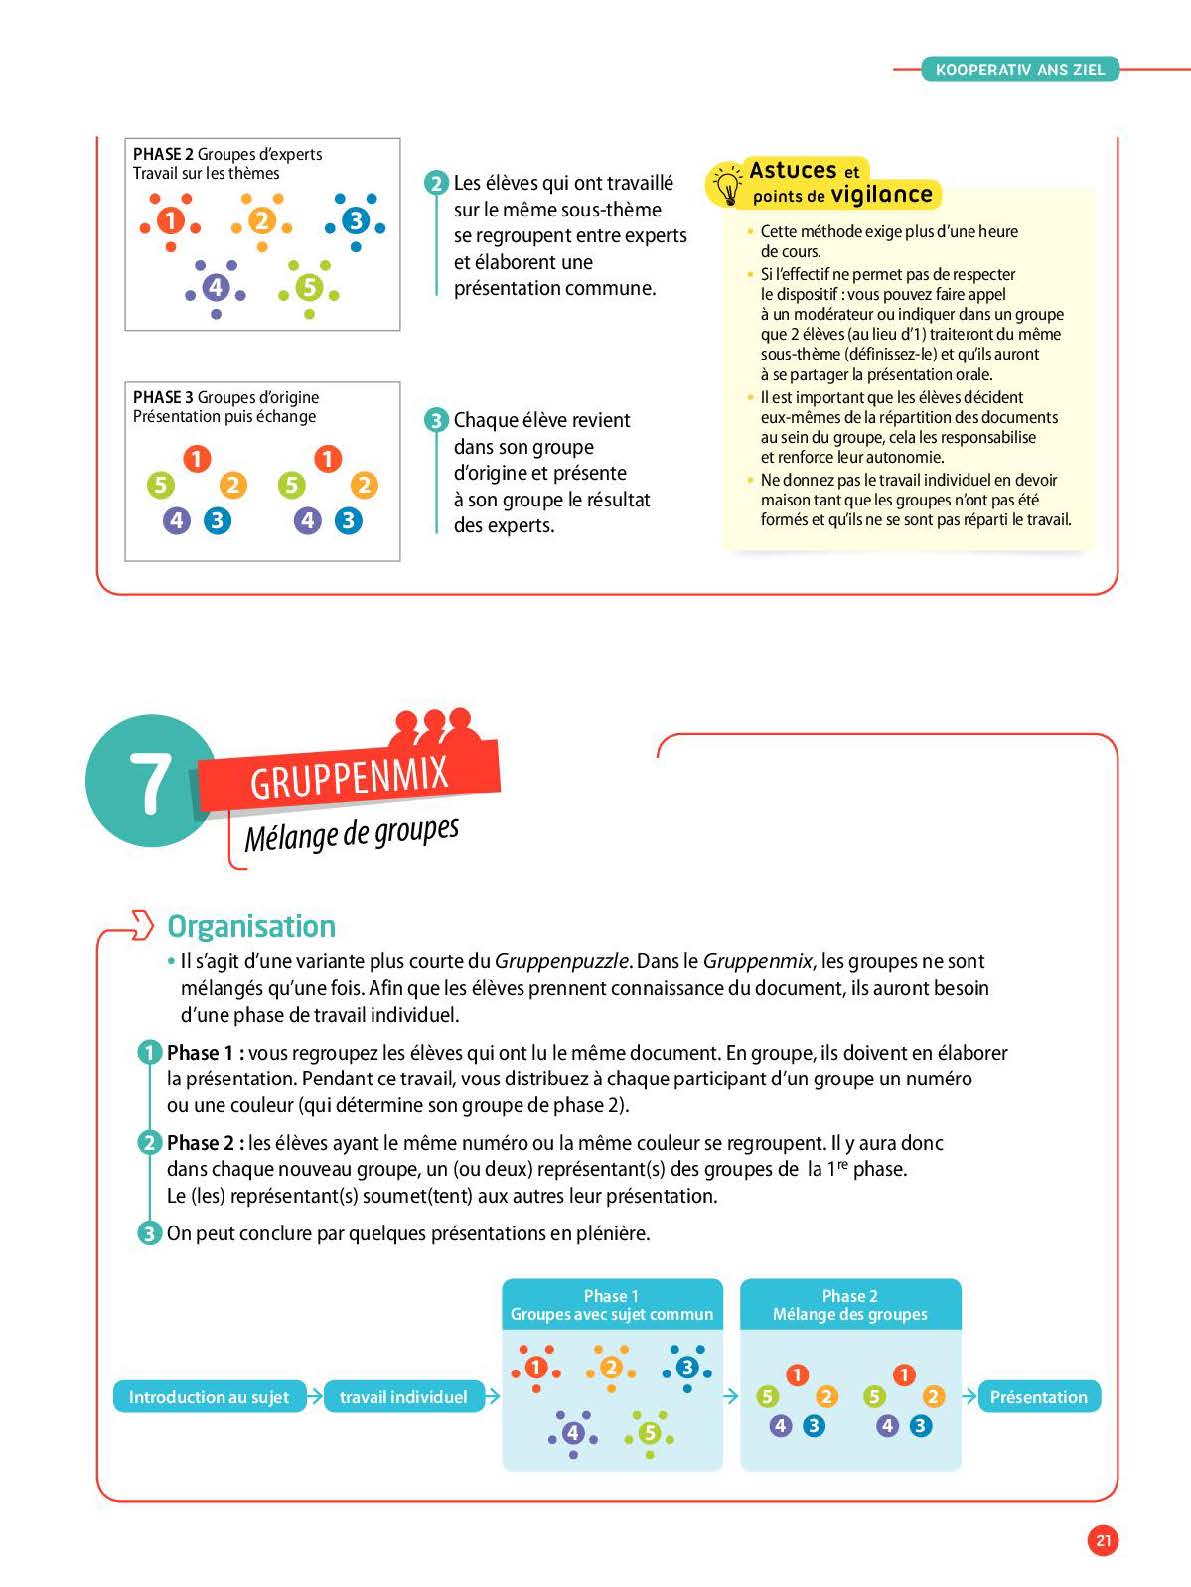 KOOPERATIV ANS ZIEL
PHASE 2 Groupes d'experts
Travail sur les thèmes
1
2
3
4
5
2 Les élèves qui ont travaillé
sur le même sous-thème
se regroupent entre experts
et élaborent une
présentation commune.
PHASE 3 Groupes d'origine
Présentation puis échange
1
1
5
2
5
2
4
3
4
3
3 Chaque élève revient
dans son groupe
d'origine et présente
à son groupe le résultat
des experts.
Astuces et
points de vigilance
• Cette méthode exige plus d'une heure
de cours.
• Si l'effectif ne permet pas de respecter
le dispositif : vous pouvez faire appel
à un modérateur ou indiquer dans un groupe
que 2 élèves (au lieu d'1) traiteront du même
sous-thème (définissez-le) et qu'ils auront
à se partager la présentation orale.
• Il est important que les élèves décident
eux-mêmes de la répartition des documents
au sein du groupe, cela les responsabilise
et renforce leur autonomie.
• Ne donnez pas le travail individuel en devoir
maison tant que les groupes n'ont pas été
formés et qu'ils ne se sont pas réparti le travail.
7
GRUPPENMIX
Mélange de groupes
Organisation
• Il s'agit d'une variante plus courte du Gruppenpuzzle. Dans le Gruppenmix, les groupes ne sont
mélangés qu'une fois. Afin que les élèves prennent connaissance du document, ils auront besoin
d'une phase de travail individuel.
1 Phase 1 : vous regroupez les élèves qui ont lu le même document. En groupe, ils doivent en élaborer
la présentation. Pendant ce travail, vous distribuez à chaque participant d'un groupe un numéro
ou une couleur (qui détermine son groupe de phase 2).
2 Phase 2 : les élèves ayant le même numéro ou la même couleur se regroupent. Il y aura donc
dans chaque nouveau groupe, un (ou deux) représentant(s) des groupes de la 1re phase.
Le (les) représentant(s) soumet(tent) aux autres leur présentation.
3 On peut conclure par quelques présentations en plénière.
Introduction au sujet
travail individuel
Phase 1
Groupes avec sujet commun
1
2
3
4
5
Phase 2
Mélange des groupes
1
1
5
2
5
2
4
3
4
3
Présentation
21